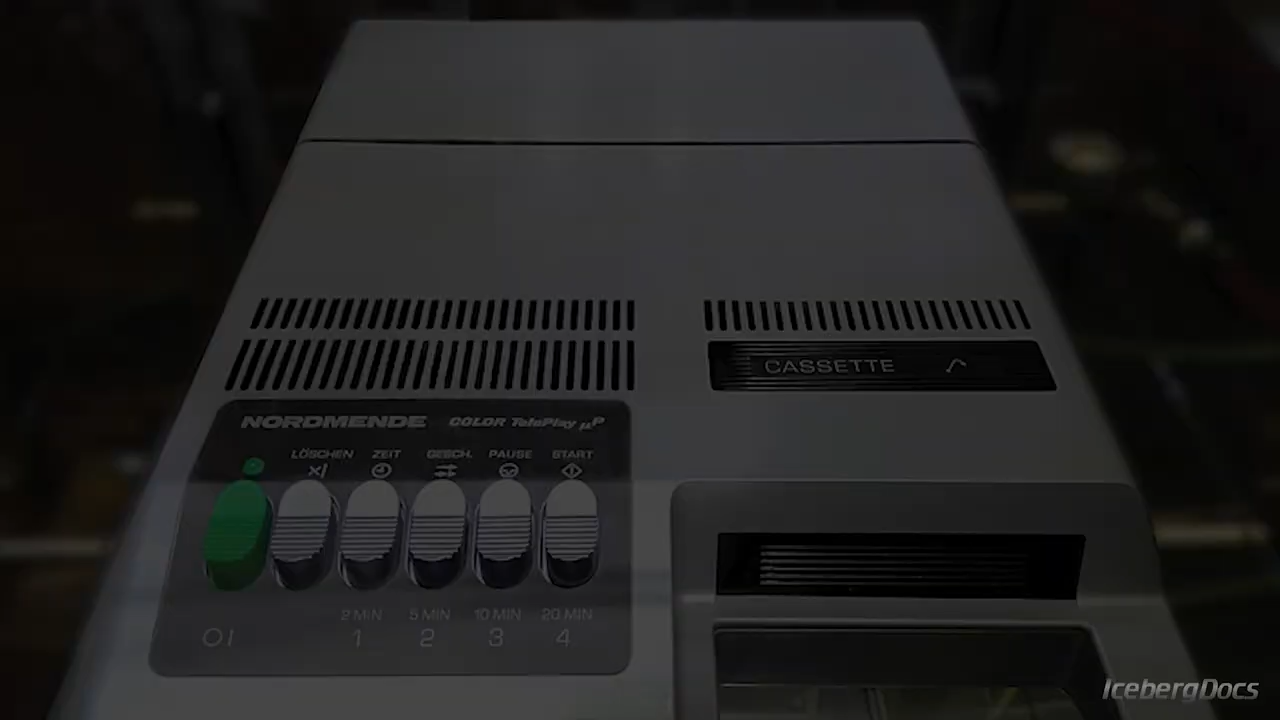 CASSETTE
NORDMENDE COLOR TelePlay μP
LÖSCHEN ZEIT GESCH. PAUSE START
2 MIN 5 MIN 10 MIN 20 MIN
O I 1 2 3 4
IcebergDocs